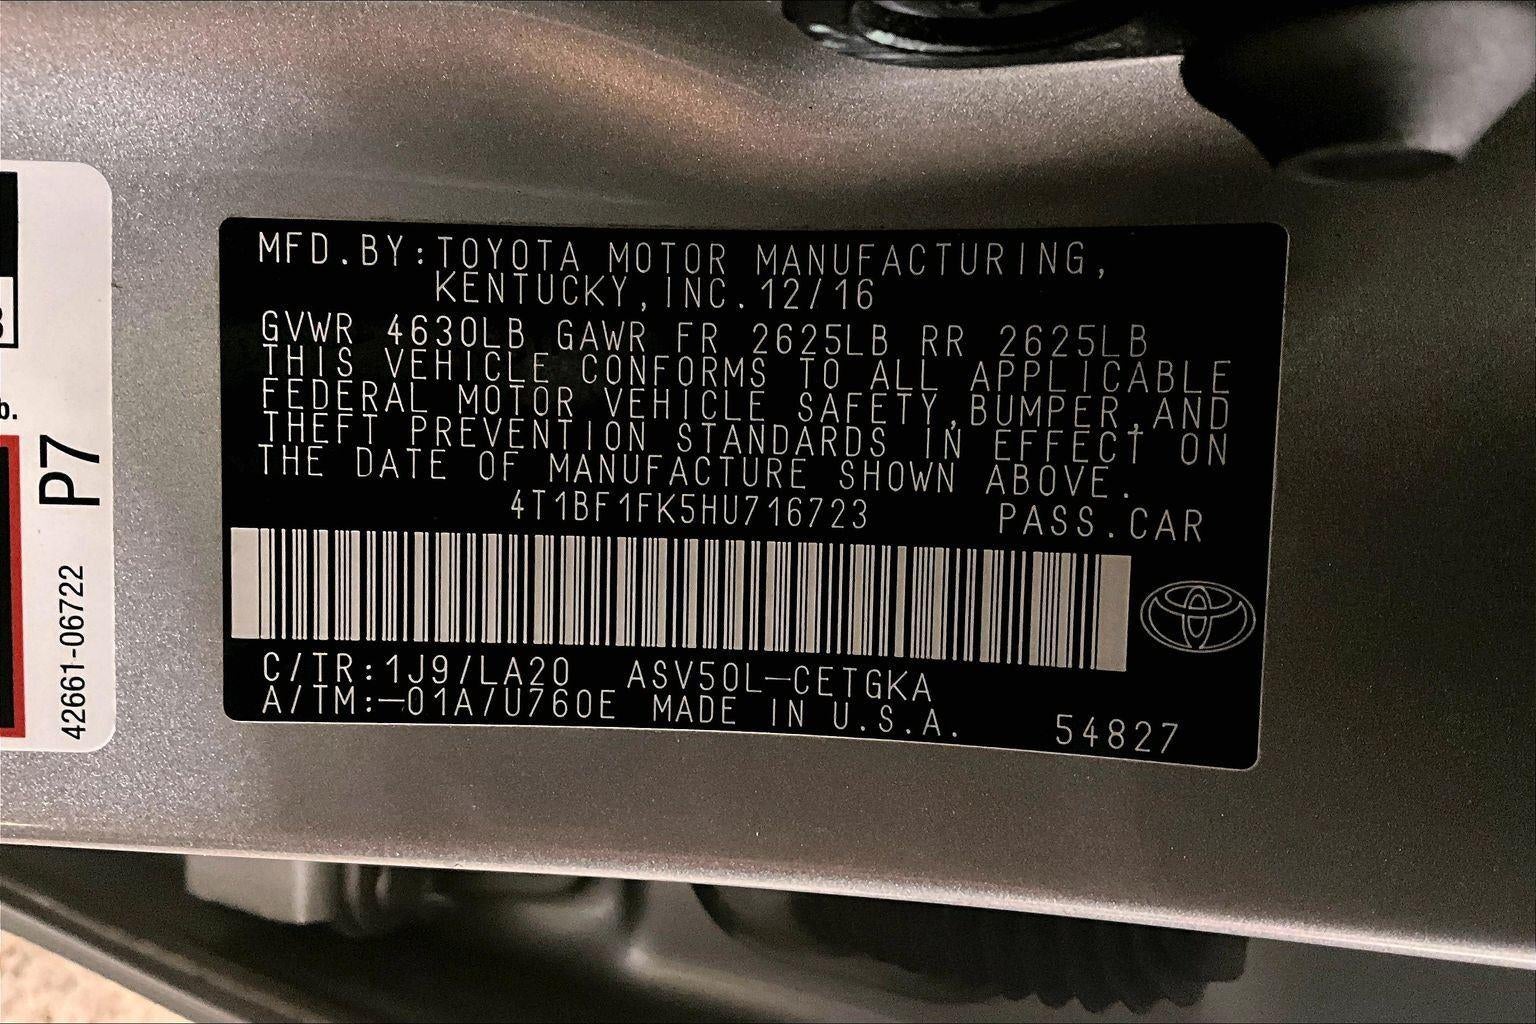 MFD.BY:TOYOTA MOTOR MANUFACTURING,
KENTUCKY,INC.12/16
GVWR 4630LB GAWR FR 2625LB RR 2625LB
THIS VEHICLE CONFORMS TO ALL APPLICABLE
FEDERAL MOTOR VEHICLE SAFETY,BUMPER,AND
THEFT PREVENTION STANDARDS IN EFFECT ON
THE DATE OF MANUFACTURE SHOWN ABOVE.
4T1BF1FK5HU716723 PASS.CAR
C/TR:1J9/LA20 ASV50L-CETGKA
A/TM:-01A/U760E MADE IN U.S.A. 54827
P7
42661-06722